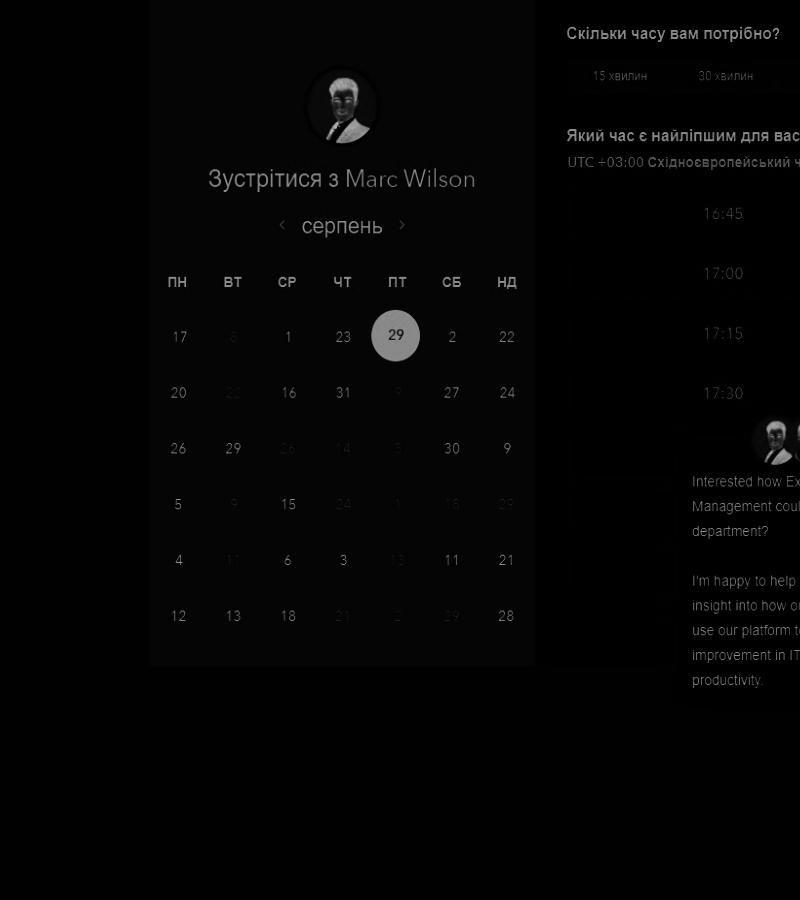 Зустрітися з Marc Wilson
‹ серпень ›
ПН ВТ СР ЧТ ПТ СБ НД
17 8 1 23 29 2 22
20 22 16 31 9 27 24
26 29 26 14 5 30 9
5 9 15 24 1 18 29
4 11 6 3 13 11 21
12 13 18 21 2 29 28
Скільки часу вам потрібно?
15 хвилин 30 хвилин
Який час є найліпшим для вас
UTC +03:00 Східноєвропейський ч
16:45
17:00
17:15
17:30
Interested how Ex
Management coul
department?
I'm happy to help
insight into how o
use our platform t
improvement in IT
productivity.